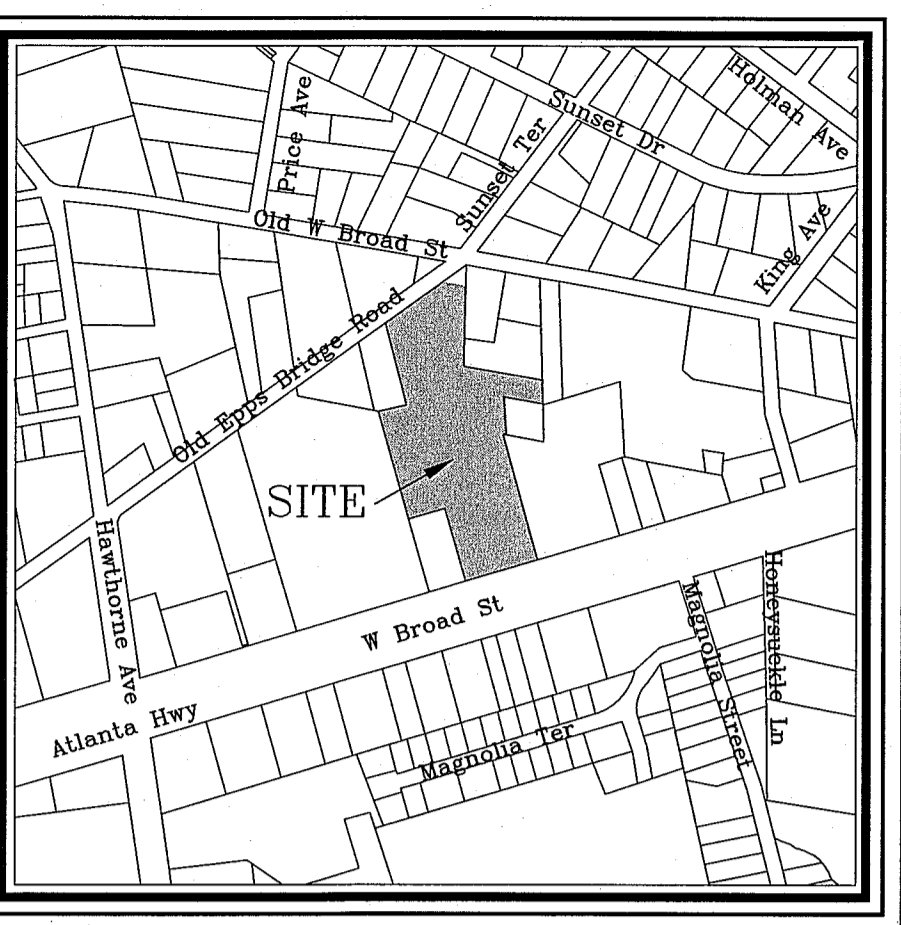 Holman Ave
Sunset Dr
Price Ave
Sunset Ter
Old W Broad St
King Ave
Old Epps Bridge Road
SITE
Hawthorne Ave
W Broad St
Honeysuckle Ln
Magnolia Street
Atlanta Hwy
Magnolia Ter